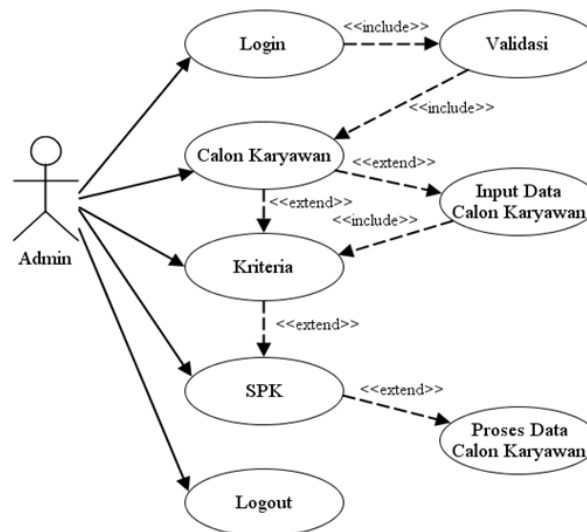 Login
<<include>>
Validasi
<<include>>
Calon Karyawan
<<extend>>
Input Data
Calon Karyawan
<<extend>>
<<include>>
Admin
Kriteria
<<extend>>
SPK
<<extend>>
Proses Data
Calon Karyawan
Logout